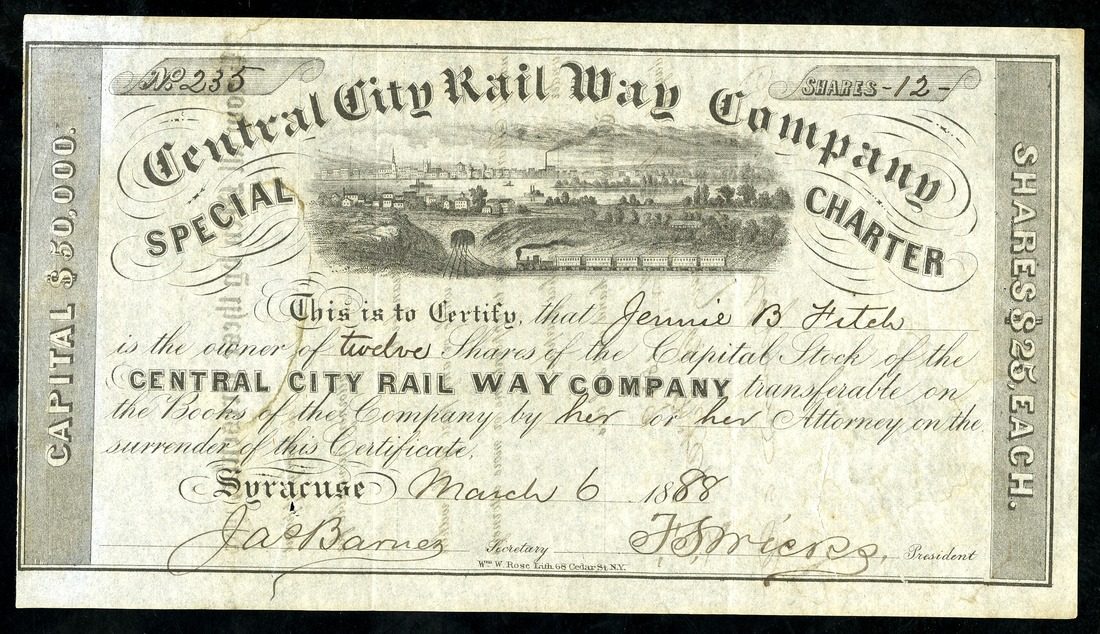 No. 235
SHARES -12-
Central City Rail Way Company
SPECIAL CHARTER
CAPITAL $50,000.
SHARES $25, EACH.
This is to Certify, that Jennie B Fitch
is the owner of twelve Shares of the Capital Stock of the
CENTRAL CITY RAIL WAY COMPANY transferable on
the Books of the Company by her or her Attorney on the
surrender of this Certificate.
Syracuse March 6 1888
Jas Barnes Secretary President
Wm W. Rose Lith. 68 Cedar St. N.Y.